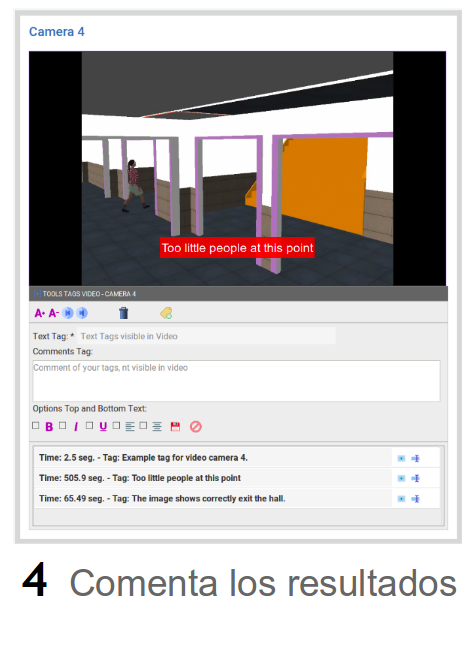 Camera 4
Too little people at this point
TOOLS TAGS VIDEO - CAMERA 4
A+ A-
Text Tag: * Text Tags visible in Video
Comments Tag:
Comment of your tags, nt visible in video
Options Top and Bottom Text:
B I U
Time: 2.5 seg. - Tag: Example tag for video camera 4.
Time: 505.9 seg. - Tag: Too little people at this point
Time: 65.49 seg. - Tag: The image shows correctly exit the hall.
4 Comenta los resultados